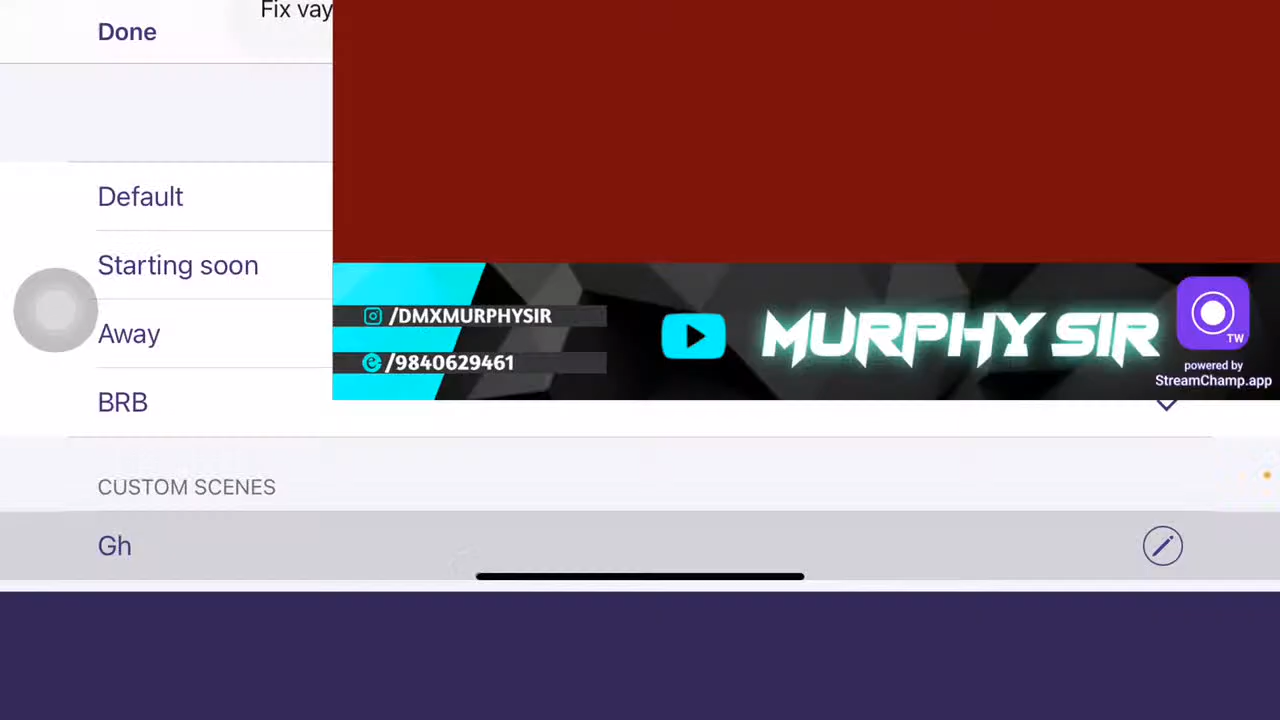 Fix vay
Done
Default
Starting soon
Away
BRB
/DMXMURPHYSIR
/9840629461
MURPHY SIR
TW
powered by
StreamChamp.app
CUSTOM SCENES
Gh